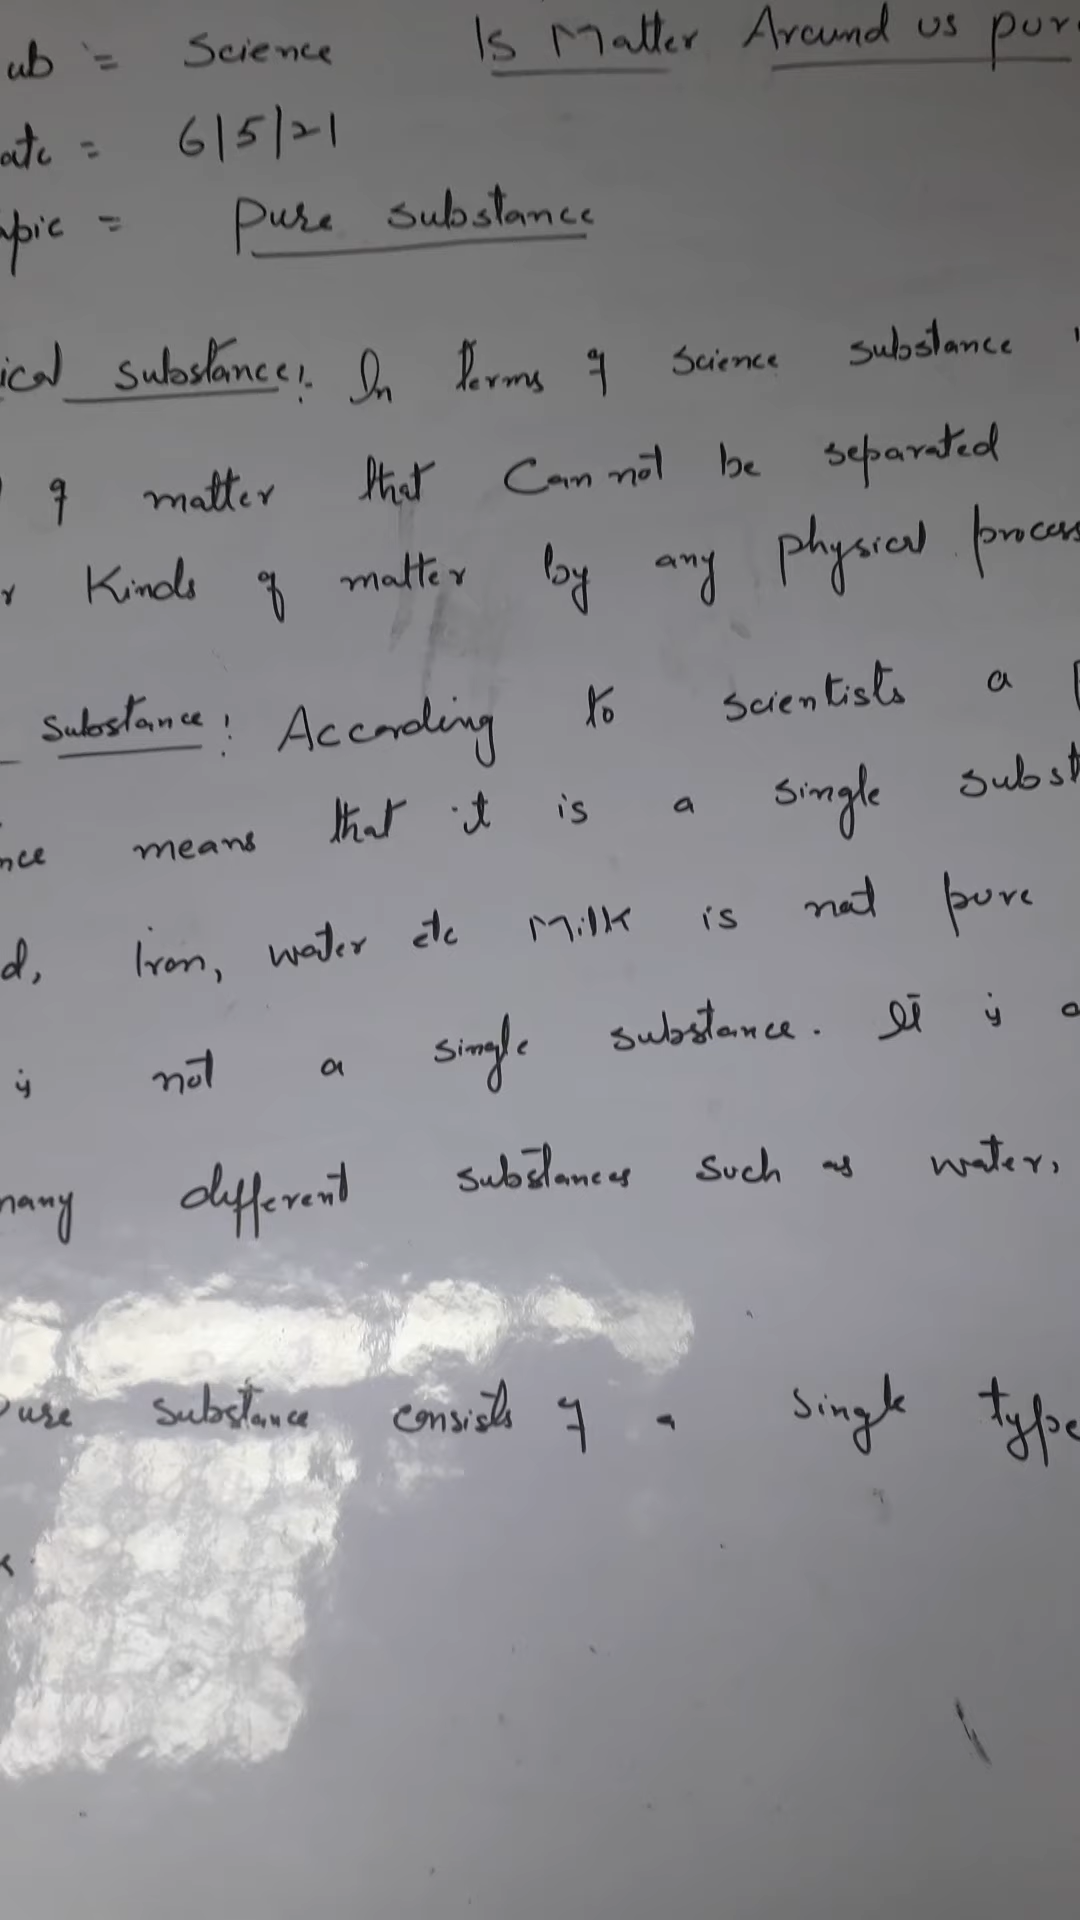 ub = Science Is Matter Around us pur
ate = 6/5/21
opic = Pure substance
ical substance:- In terms of science substance
of matter that Can not be separated
r Kinds of matter by any physical process
substance:- According to scientists a
nce means that it is a single subst
d, Iron, water etc Milk is not pure
is not a single substance. It is a
many different substances such as water,
Pure substance consists of a single type